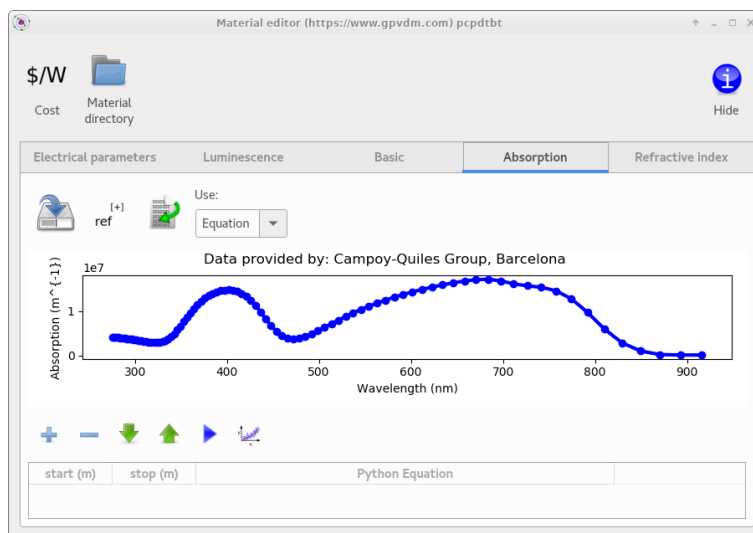 Material editor (https://www.gpvdm.com) pcpdtbt
$/W
Cost
Material
directory
i
Hide
Electrical parameters
Luminescence
Basic
Absorption
Refractive index
ref
[+]
Use:
Equation
Data provided by: Campoy-Quiles Group, Barcelona
1e7
Absorption (m^{-1})
1
0
300 400 500 600 700 800 900
Wavelength (nm)
start (m) stop (m) Python Equation